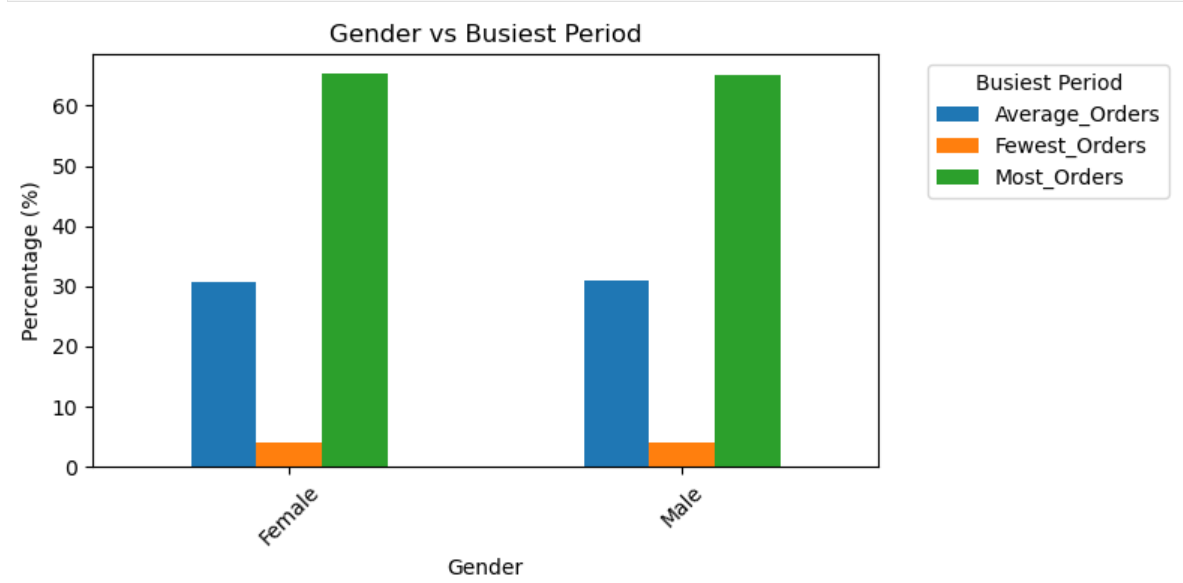 Gender vs Busiest Period
Busiest Period
Average_Orders
Fewest_Orders
Most_Orders
Percentage (%)
60
50
40
30
20
10
0
Female
Male
Gender